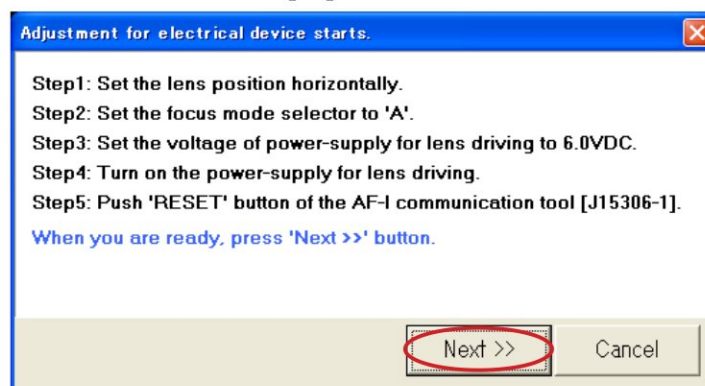 Adjustment for electrical device starts.
Step1: Set the lens position horizontally.
Step2: Set the focus mode selector to 'A'.
Step3: Set the voltage of power-supply for lens driving to 6.0VDC.
Step4: Turn on the power-supply for lens driving.
Step5: Push 'RESET' button of the AF-I communication tool [J15306-1].
When you are ready, press 'Next >>' button.
Next >> Cancel